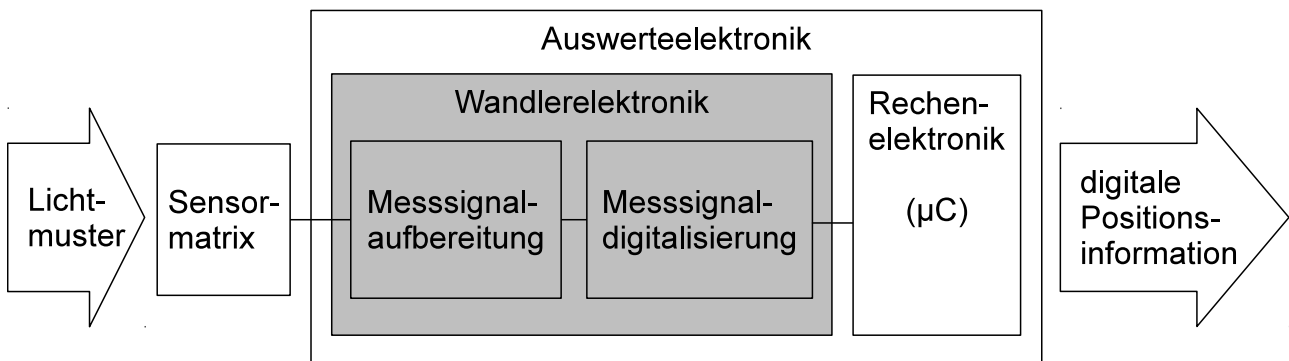 Auswerteelektronik
Wandlerelektronik
Licht-
muster
Sensor-
matrix
Messsignal-
aufbereitung
Messsignal-
digitalisierung
Rechen-
elektronik
(µC)
digitale
Positions-
information